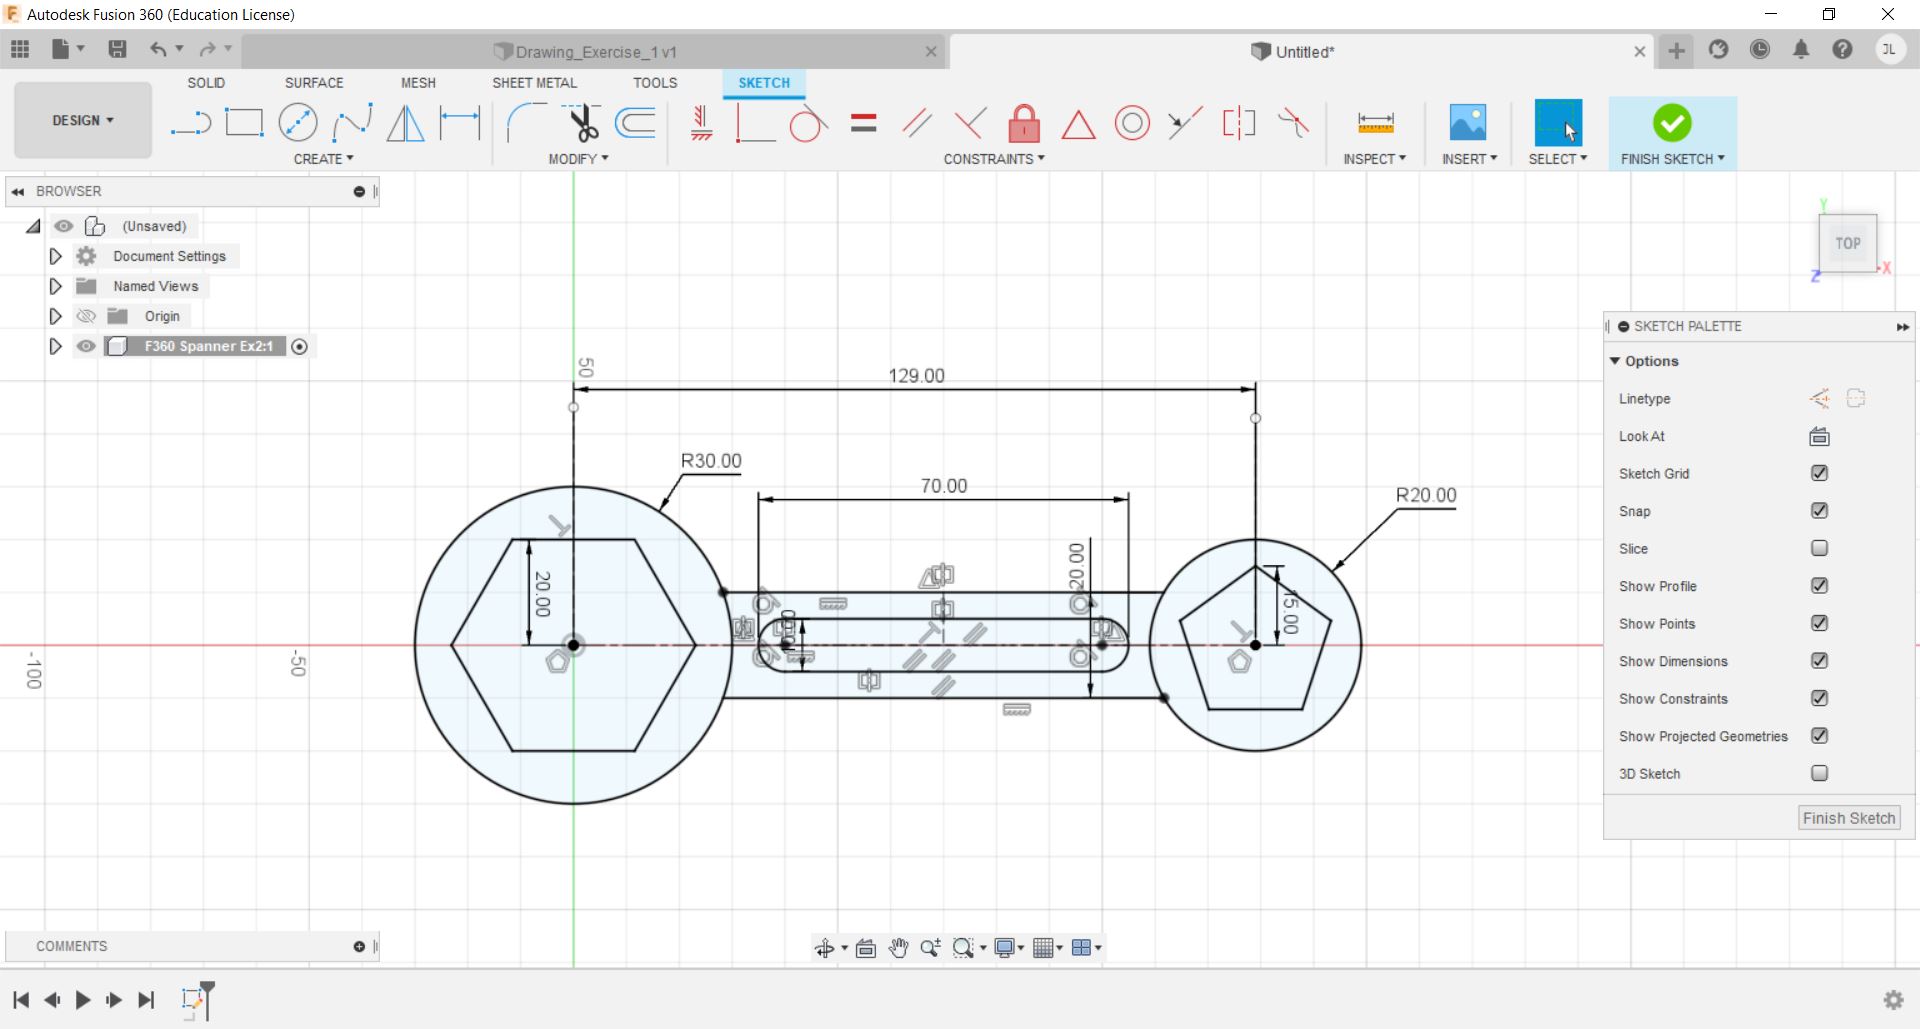 Autodesk Fusion 360 (Education License)
Drawing_Exercise_1 v1
Untitled*
JL
SOLID SURFACE MESH SHEET METAL TOOLS SKETCH
DESIGN
CREATE MODIFY CONSTRAINTS INSPECT INSERT SELECT FINISH SKETCH
BROWSER
(Unsaved)
Document Settings
Named Views
Origin
F360 Spanner Ex2:1
TOP
Y
X
Z
50
129.00
R30.00
70.00
R20.00
20.00
20.00
15.00
-100
-50
SKETCH PALETTE
Options
Linetype
Look At
Sketch Grid
Snap
Slice
Show Profile
Show Points
Show Dimensions
Show Constraints
Show Projected Geometries
3D Sketch
Finish Sketch
COMMENTS